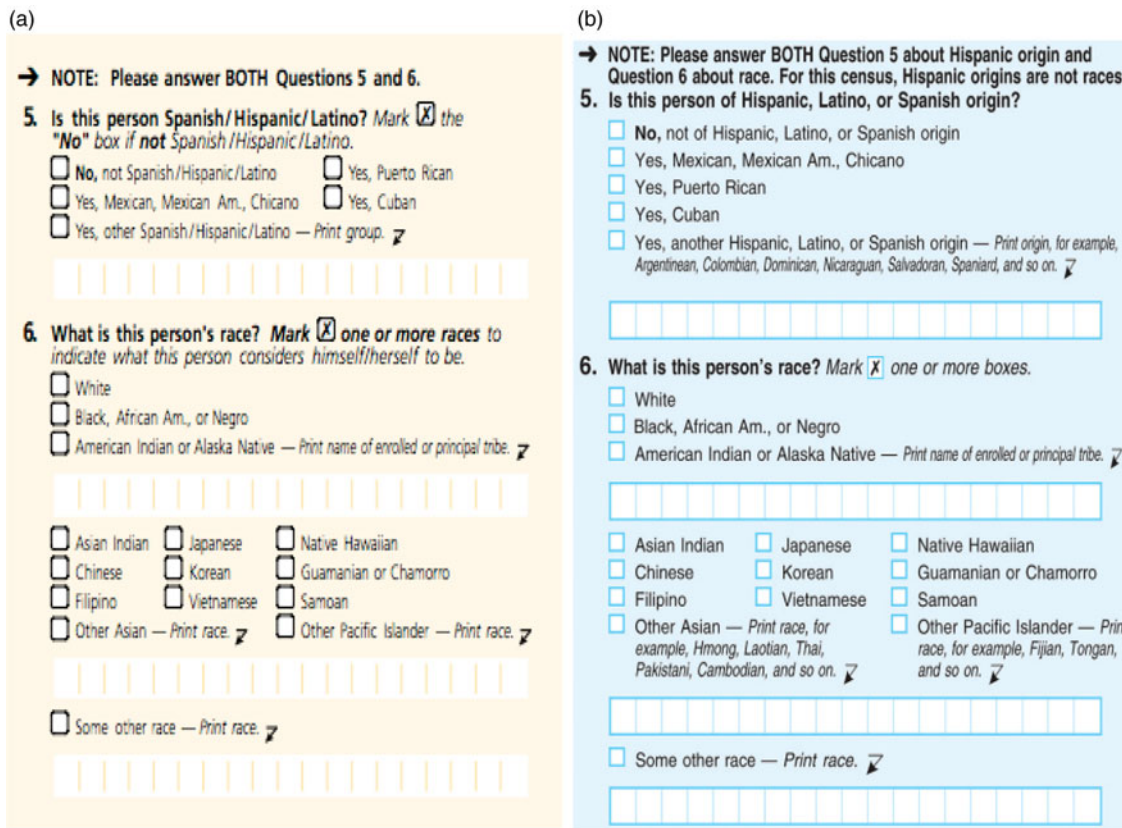 (a)
→ NOTE: Please answer BOTH Questions 5 and 6.
5. Is this person Spanish/Hispanic/Latino? Mark ☒ the
"No" box if not Spanish/Hispanic/Latino.
No, not Spanish/Hispanic/Latino
Yes, Puerto Rican
Yes, Mexican, Mexican Am., Chicano
Yes, Cuban
Yes, other Spanish/Hispanic/Latino — Print group.
6. What is this person's race? Mark ☒ one or more races to
indicate what this person considers himself/herself to be.
White
Black, African Am., or Negro
American Indian or Alaska Native — Print name of enrolled or principal tribe.
Asian Indian
Japanese
Native Hawaiian
Chinese
Korean
Guamanian or Chamorro
Filipino
Vietnamese
Samoan
Other Asian — Print race.
Other Pacific Islander — Print race.
Some other race — Print race.
(b)
→ NOTE: Please answer BOTH Question 5 about Hispanic origin and
Question 6 about race. For this census, Hispanic origins are not races
5. Is this person of Hispanic, Latino, or Spanish origin?
No, not of Hispanic, Latino, or Spanish origin
Yes, Mexican, Mexican Am., Chicano
Yes, Puerto Rican
Yes, Cuban
Yes, another Hispanic, Latino, or Spanish origin — Print origin, for example,
Argentinean, Colombian, Dominican, Nicaraguan, Salvadoran, Spaniard, and so on.
6. What is this person's race? Mark ☒ one or more boxes.
White
Black, African Am., or Negro
American Indian or Alaska Native — Print name of enrolled or principal tribe.
Asian Indian
Japanese
Native Hawaiian
Chinese
Korean
Guamanian or Chamorro
Filipino
Vietnamese
Samoan
Other Asian — Print race, for
example, Hmong, Laotian, Thai,
Pakistani, Cambodian, and so on.
Other Pacific Islander —
race, for example, Fijian, Tongan,
and so on.
Some other race — Print race.